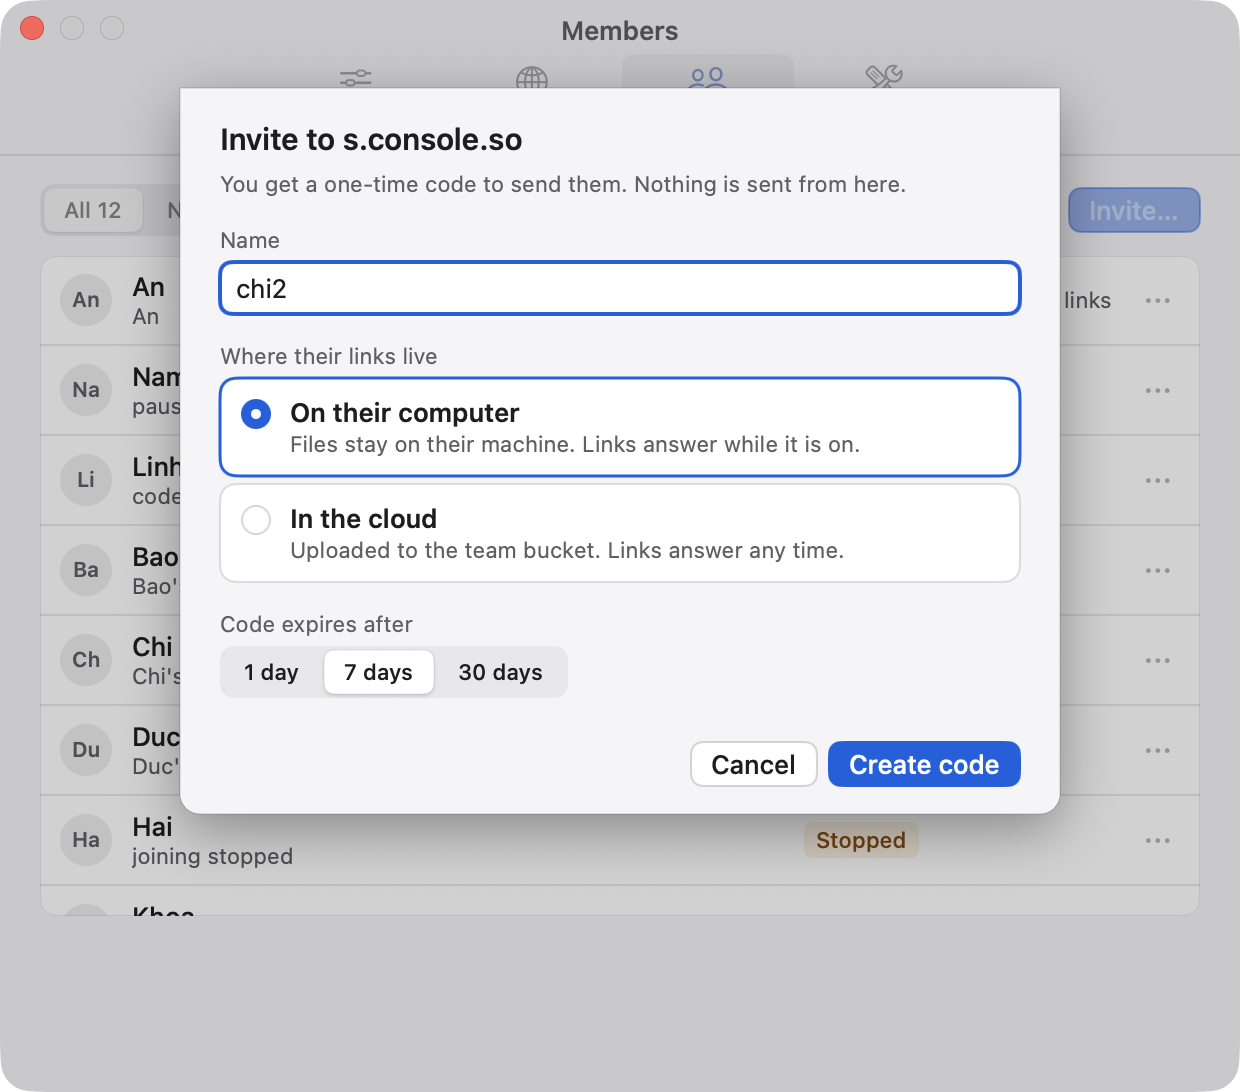 Members
Invite to s.console.so
You get a one-time code to send them. Nothing is sent from here.
All 12
Invite...
Name
chi2
An
An
An
links
Where their links live
Na
On their computer
Files stay on their machine. Links answer while it is on.
Li
In the cloud
Uploaded to the team bucket. Links answer any time.
Ba
Bao
Code expires after
1 day
7 days
30 days
Ch
Chi
Du
Duc
Cancel
Create code
Ha
Hai
joining stopped
Stopped